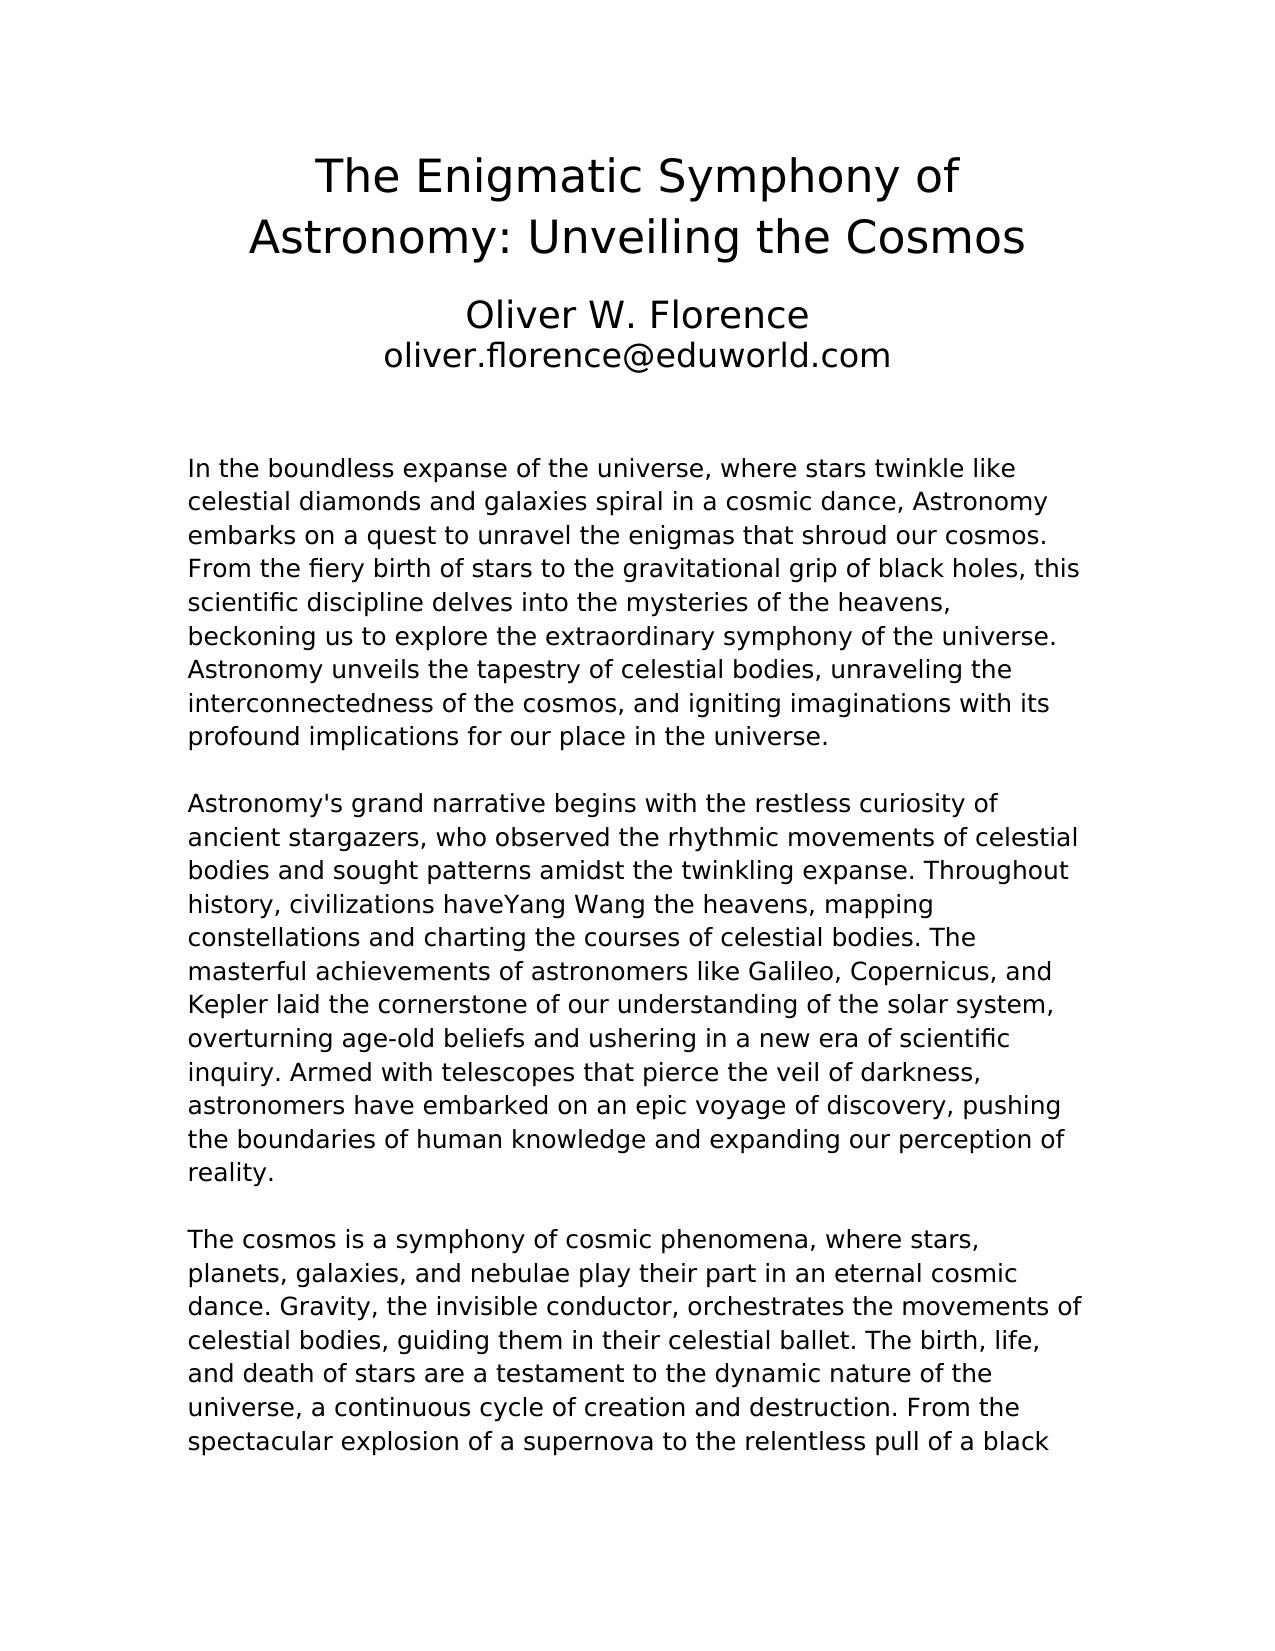 The Enigmatic Symphony of
Astronomy: Unveiling the Cosmos
Oliver W. Florence
oliver.florence@eduworld.com
In the boundless expanse of the universe, where stars twinkle like
celestial diamonds and galaxies spiral in a cosmic dance, Astronomy
embarks on a quest to unravel the enigmas that shroud our cosmos.
From the fiery birth of stars to the gravitational grip of black holes, this
scientific discipline delves into the mysteries of the heavens,
beckoning us to explore the extraordinary symphony of the universe.
Astronomy unveils the tapestry of celestial bodies, unraveling the
interconnectedness of the cosmos, and igniting imaginations with its
profound implications for our place in the universe.
Astronomy's grand narrative begins with the restless curiosity of
ancient stargazers, who observed the rhythmic movements of celestial
bodies and sought patterns amidst the twinkling expanse. Throughout
history, civilizations haveYang Wang the heavens, mapping
constellations and charting the courses of celestial bodies. The
masterful achievements of astronomers like Galileo, Copernicus, and
Kepler laid the cornerstone of our understanding of the solar system,
overturning age-old beliefs and ushering in a new era of scientific
inquiry. Armed with telescopes that pierce the veil of darkness,
astronomers have embarked on an epic voyage of discovery, pushing
the boundaries of human knowledge and expanding our perception of
reality.
The cosmos is a symphony of cosmic phenomena, where stars,
planets, galaxies, and nebulae play their part in an eternal cosmic
dance. Gravity, the invisible conductor, orchestrates the movements of
celestial bodies, guiding them in their celestial ballet. The birth, life,
and death of stars are a testament to the dynamic nature of the
universe, a continuous cycle of creation and destruction. From the
spectacular explosion of a supernova to the relentless pull of a black